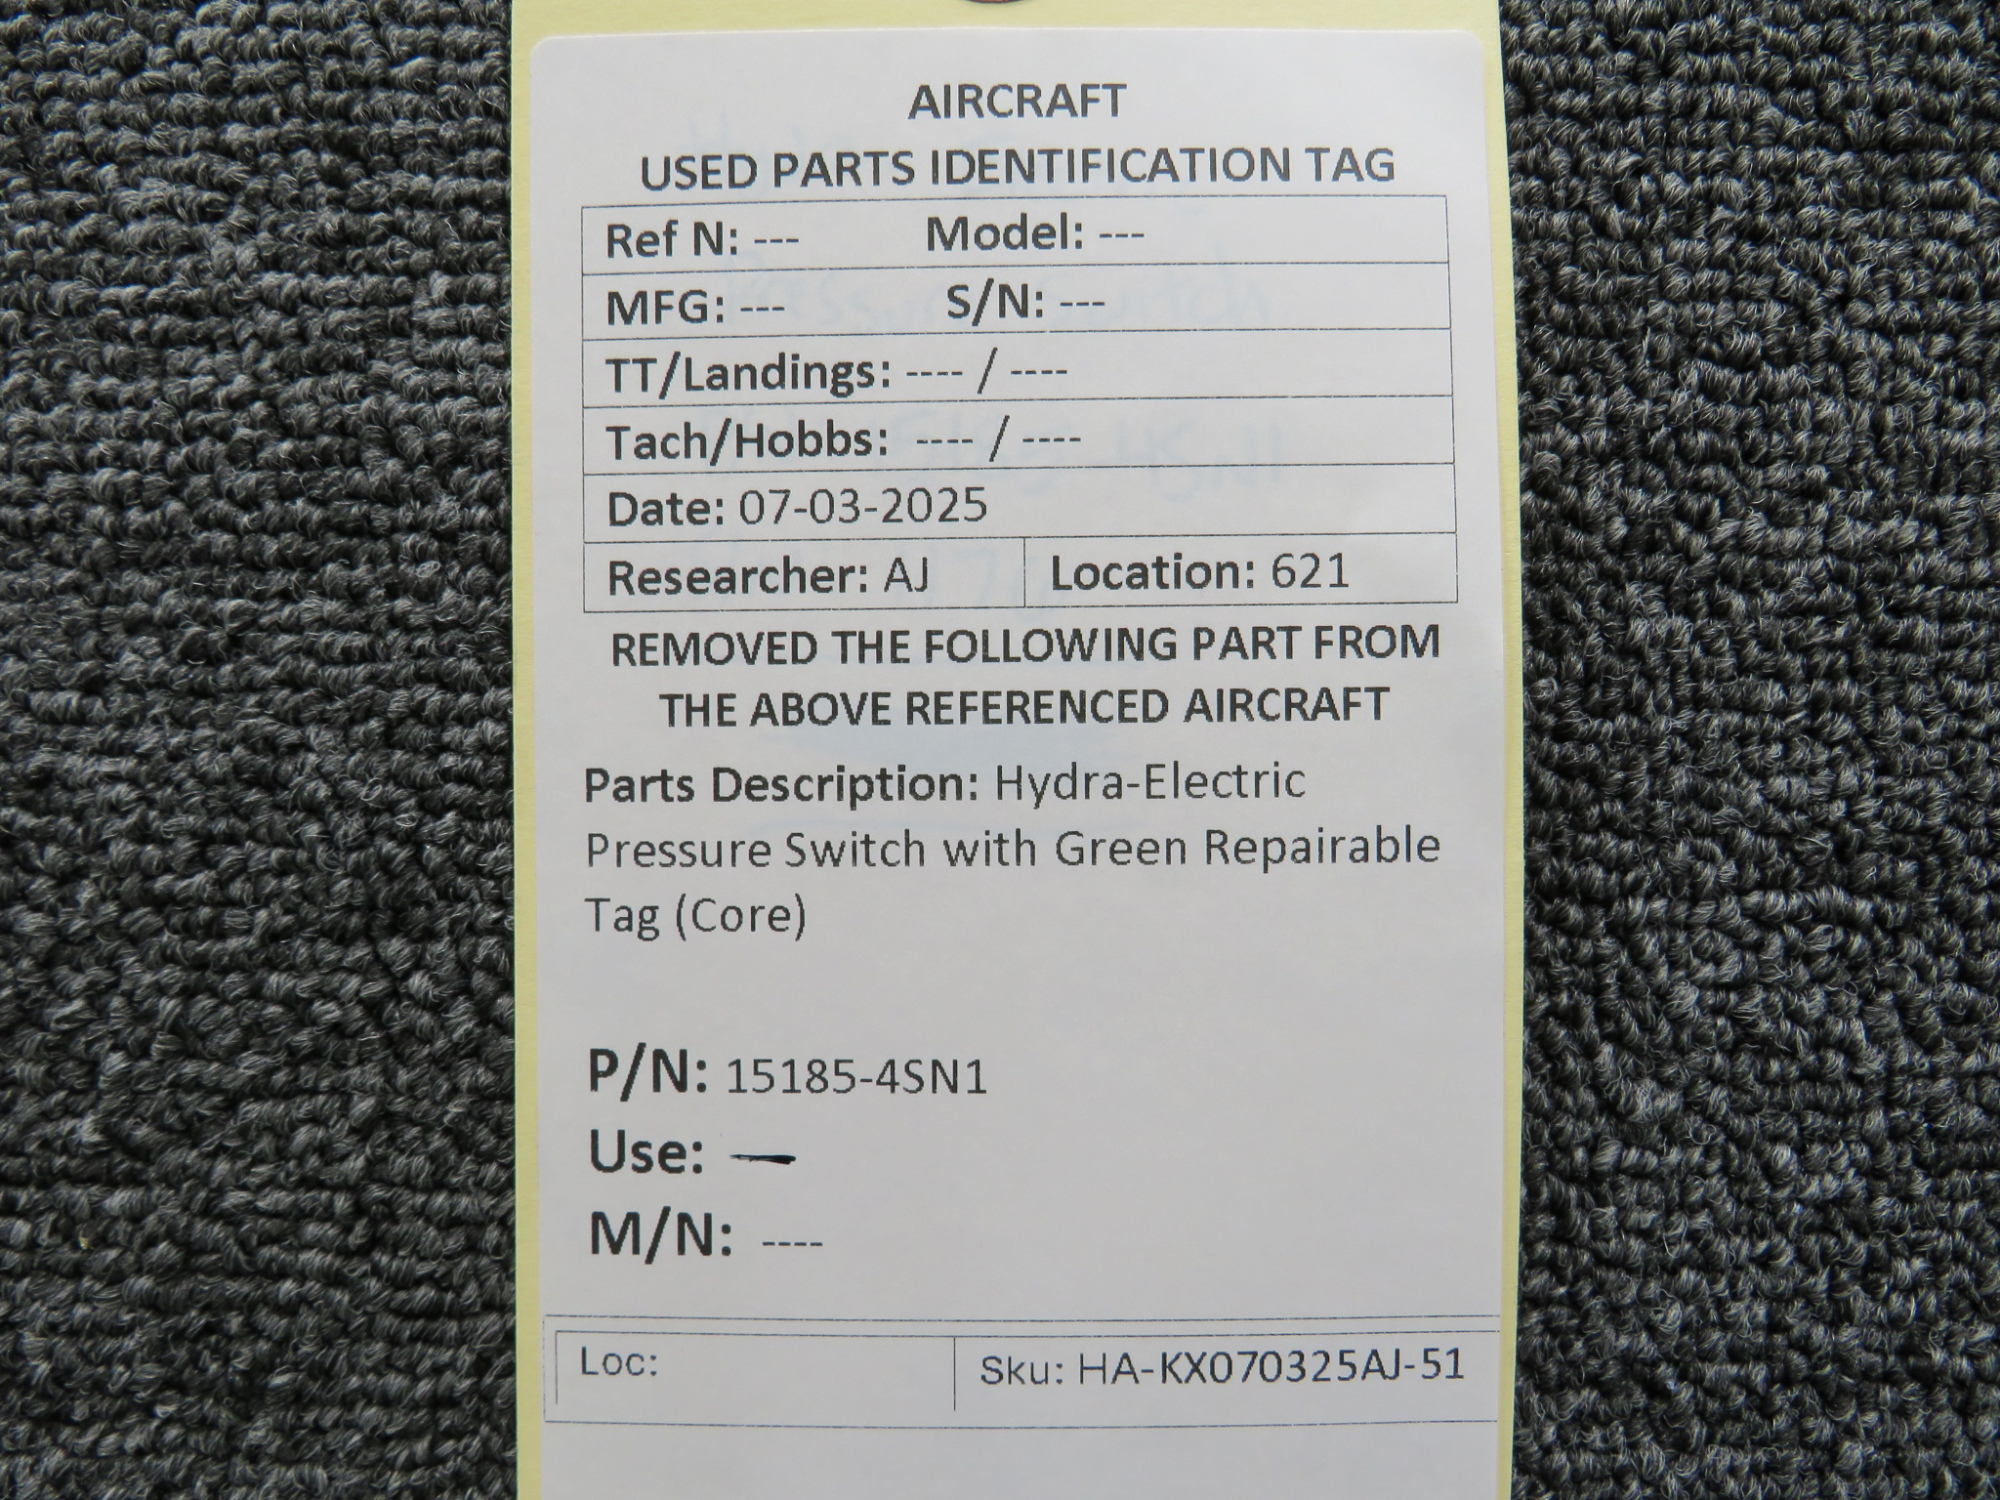 AIRCRAFT
USED PARTS IDENTIFICATION TAG
Ref N: --- Model: ---
MFG: --- S/N: ---
TT/Landings: ---- / ----
Tach/Hobbs: ---- / ----
Date: 07-03-2025
Researcher: AJ Location: 621
REMOVED THE FOLLOWING PART FROM
THE ABOVE REFERENCED AIRCRAFT
Parts Description: Hydra-Electric
Pressure Switch with Green Repairable
Tag (Core)
P/N: 15185-4SN1
Use: —
M/N: ----
Loc: Sku: HA-KX070325AJ-51